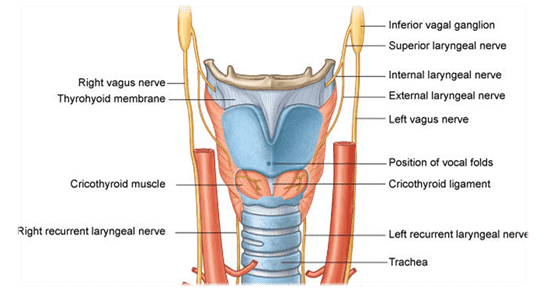 Inferior vagal ganglion
Superior laryngeal nerve
Right vagus nerve
Internal laryngeal nerve
Thyrohyoid membrane
External laryngeal nerve
Left vagus nerve
Position of vocal folds
Cricothyroid muscle
Cricothyroid ligament
Right recurrent laryngeal nerve
Left recurrent laryngeal nerve
Trachea